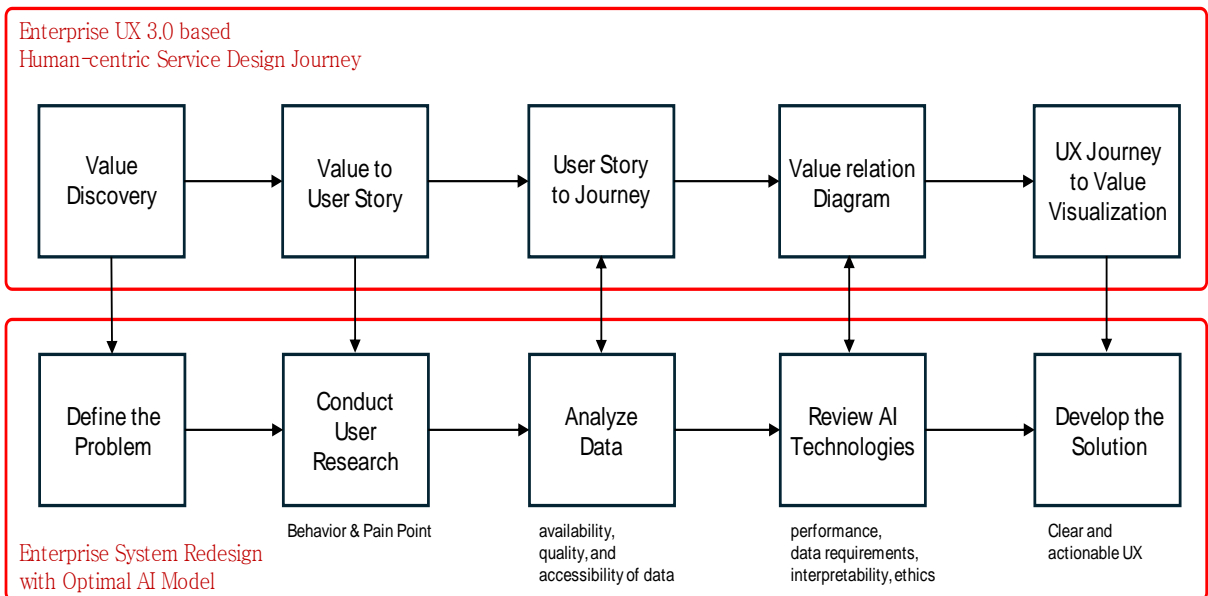 Enterprise UX 3.0 based
Human-centric Service Design Journey
Value
Discovery
Value to
User Story
User Story
to Journey
Value relation
Diagram
UX Journey
to Value
Visualization
Define the
Problem
Conduct
User
Research
Analyze
Data
Review AI
Technologies
Develop the
Solution
Behavior & Pain Point
availability,
quality, and
accessibility of data
performance,
data requirements,
interpretability, ethics
Clear and
actionable UX
Enterprise System Redesign
with Optimal AI Model